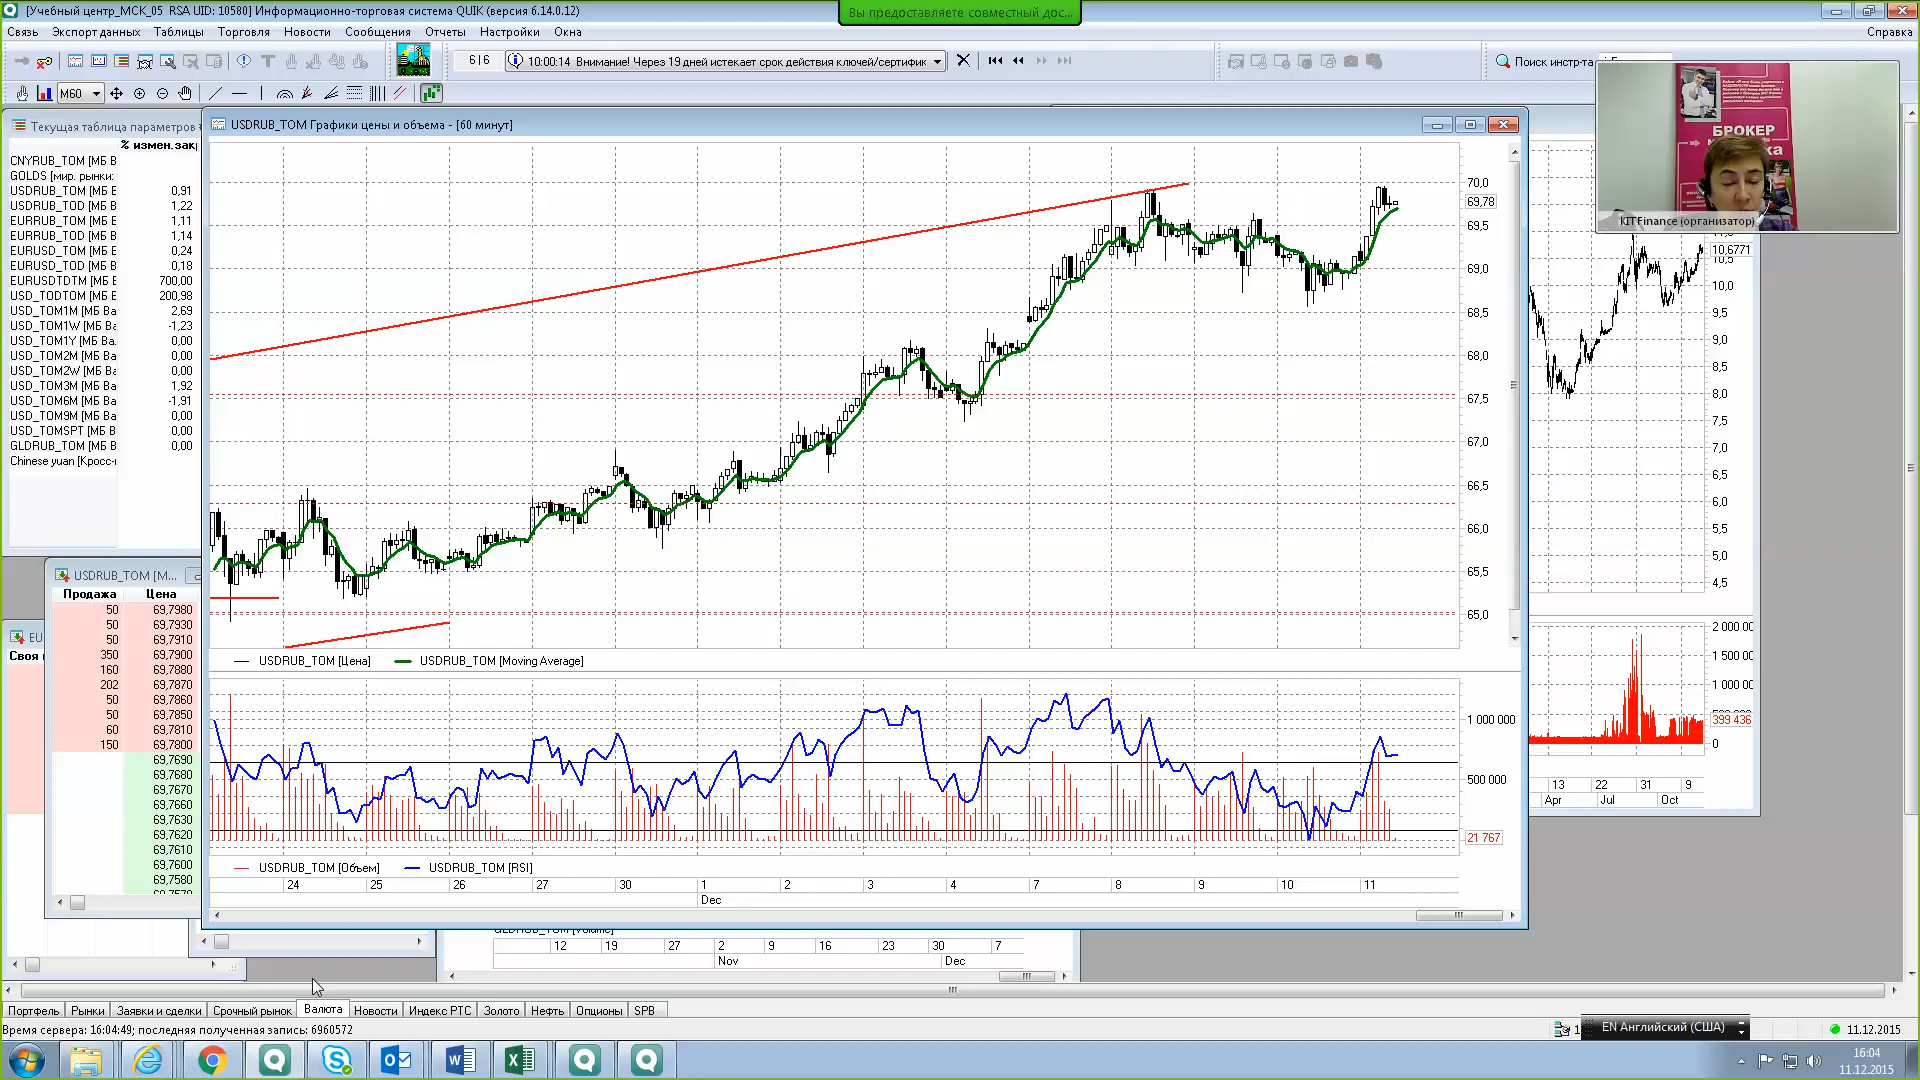 [Учебный центр_МСК_05 RSA UID: 10580] Информационно-торговая система QUIK (версия 6.14.0.12)
Вы предоставляете совместный дос...
Связь Экспорт данных Таблицы Торговля Новости Сообщения Отчеты Настройки Окна Справка
6|6 10:00:14 Внимание! Через 19 дней истекает срок действия ключей/сертифик
Поиск инстр-та
M60
Текущая таблица параметров
% измен.зак
CNYRUB_TOM [МБ В
GOLDS [мир. рынки:
USDRUB_TOM [МБ В 0,91
USDRUB_TOD [МБ В 1,22
EURRUB_TOM [МБ В 1,11
EURRUB_TOD [МБ В 1,14
EURUSD_TOM [МБ В 0,24
EURUSD_TOD [МБ В 0,18
EURUSDTDTM [МБ В 700,00
USD_TODTOM [МБ В 200,98
USD_TOM1M [МБ Ва 2,69
USD_TOM1W [МБ Ва -1,23
USD_TOM1Y [МБ Ва. 0,00
USD_TOM2M [МБ Ва 0,00
USD_TOM2W [МБ Ва 0,00
USD_TOM3M [МБ Ва 1,92
USD_TOM6M [МБ Ва -1,91
USD_TOM9M [МБ Ва 0,00
USD_TOMSPT [МБ Ва 0,00
GLDRUB_TOM [МБ В 0,00
Chinese yuan [Кросс-
USDRUB_TOM Графики цены и объема - [60 минут]
70,0
69,78
69,5
69,0
68,5
68,0
67,5
67,0
66,5
66,0
65,5
65,0
USDRUB_TOM [Цена] USDRUB_TOM [Moving Average]
1 000 000
500 000
21 767
USDRUB_TOM [Объем] USDRUB_TOM [RSI]
24 25 26 27 30 1 2 3 4 7 8 9 10 11
Dec
БРОКЕР
KITFinance (организатор)
10,6771
10,5
10,0
9,5
9,0
8,5
8,0
7,5
7,0
6,5
6,0
5,5
5,0
4,5
2 000 00
1 500 00
1 000 00
399 436
0
13 22 31 9
Apr Jul Oct
USDRUB_TOM [М...
Продажа Цена
50 69,7980
50 69,7930
50 69,7910
350 69,7900
160 69,7880
202 69,7870
50 69,7860
50 69,7850
60 69,7810
150 69,7800
69,7690
69,7680
69,7670
69,7660
69,7630
69,7620
69,7610
69,7600
69,7580
EU
Своя
12 19 27 2 9 16 23 30 7
Nov Dec
Портфель Рынки Заявки и сделки Срочный рынок Валюта Новости Индекс РТС Золото Нефть Опционы SPB
Время сервера: 16:04:49; последняя полученная запись: 6960572
EN Английский (США)
11.12.2015
16:04
11.12.2015